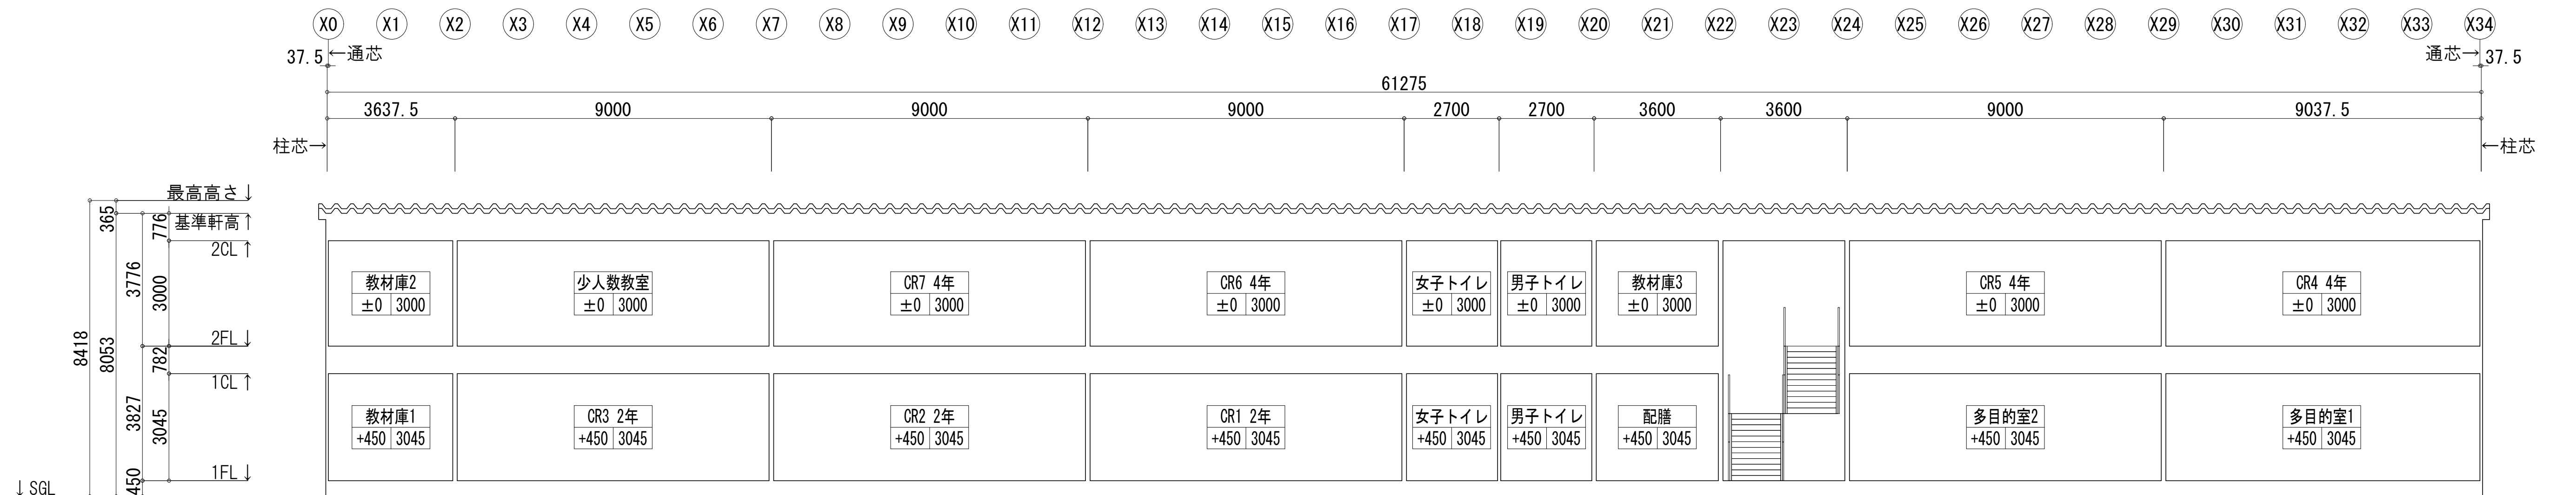 X0 X1 X2 X3 X4 X5 X6 X7 X8 X9 X10 X11 X12 X13 X14 X15 X16 X17 X18 X19 X20 X21 X22 X23 X24 X25 X26 X27 X28 X29 X30 X31 X32 X33 X34
37.5 ←通芯 通芯→ 37.5
61275
3637.5 9000 9000 9000 2700 2700 3600 3600 9000 9037.5
柱芯→ ←柱芯
最高高さ↓
基準軒高↑
2CL ↑
2FL ↓
1CL ↑
1FL ↓
↓SGL
8418
365
8053
3776
3827
450
776
3000
782
3045
教材庫2 少人数教室 CR7 4年 CR6 4年 女子トイレ 男子トイレ 教材庫3 CR5 4年 CR4 4年
±0 3000 ±0 3000 ±0 3000 ±0 3000 ±0 3000 ±0 3000 ±0 3000 ±0 3000 ±0 3000
教材庫1 CR3 2年 CR2 2年 CR1 2年 女子トイレ 男子トイレ 配膳 多目的室2 多目的室1
+450 3045 +450 3045 +450 3045 +450 3045 +450 3045 +450 3045 +450 3045 +450 3045 +450 3045